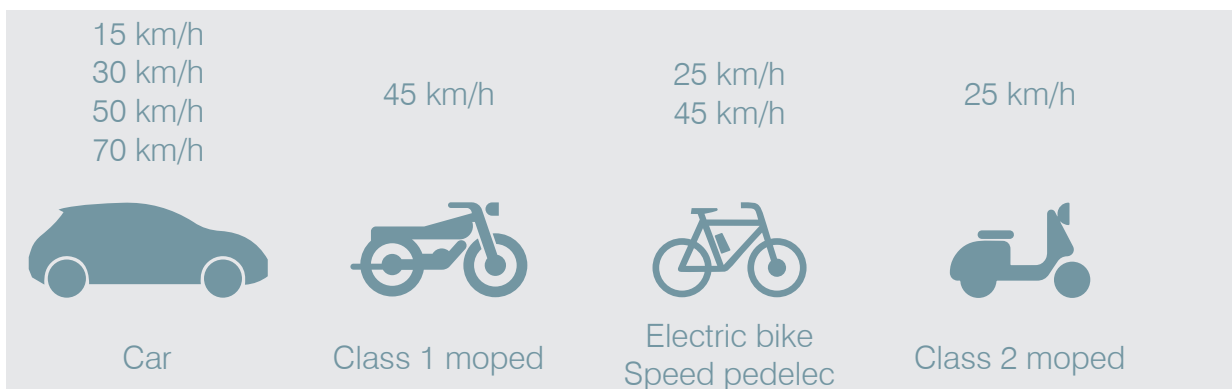 15 km/h
30 km/h
50 km/h
70 km/h
45 km/h
25 km/h
45 km/h
25 km/h
Car
Class 1 moped
Electric bike
Speed pedelec
Class 2 moped